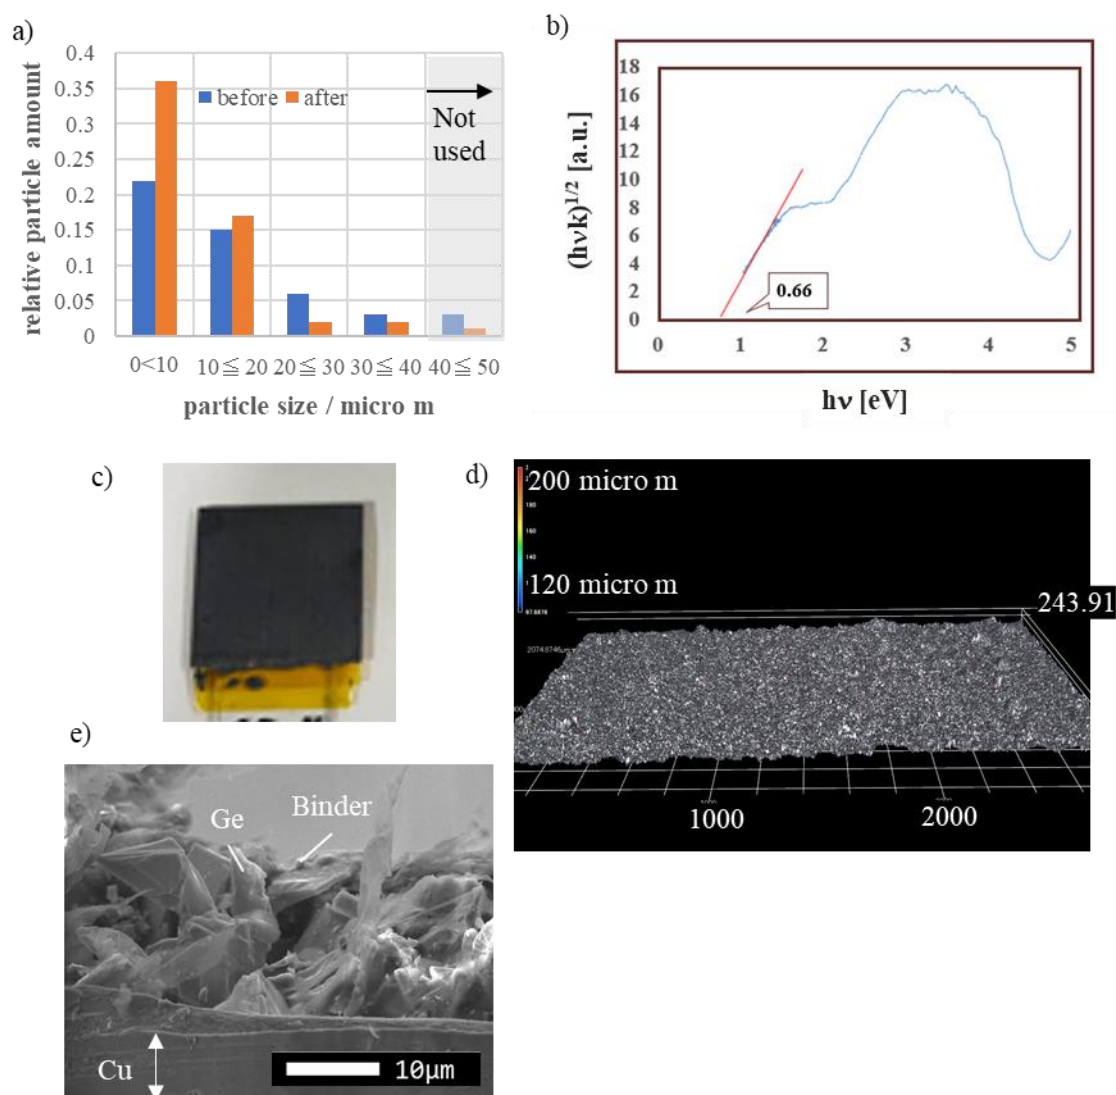 a)
relative particle amount
0.4
0.35
0.3
0.25
0.2
0.15
0.1
0.05
0
before after
Not
used
0<10 10≦20 20≦30 30≦40 40≦50
particle size / micro m
b)
(hνk)1/2 [a.u.]
18
16
14
12
10
8
6
4
2
0
0.66
0 1 2 3 4 5
hν [eV]
c)
d)
200 micro m
180
160
140
120 micro m
243.91
1000
2000
e)
Ge
Binder
Cu
10μm